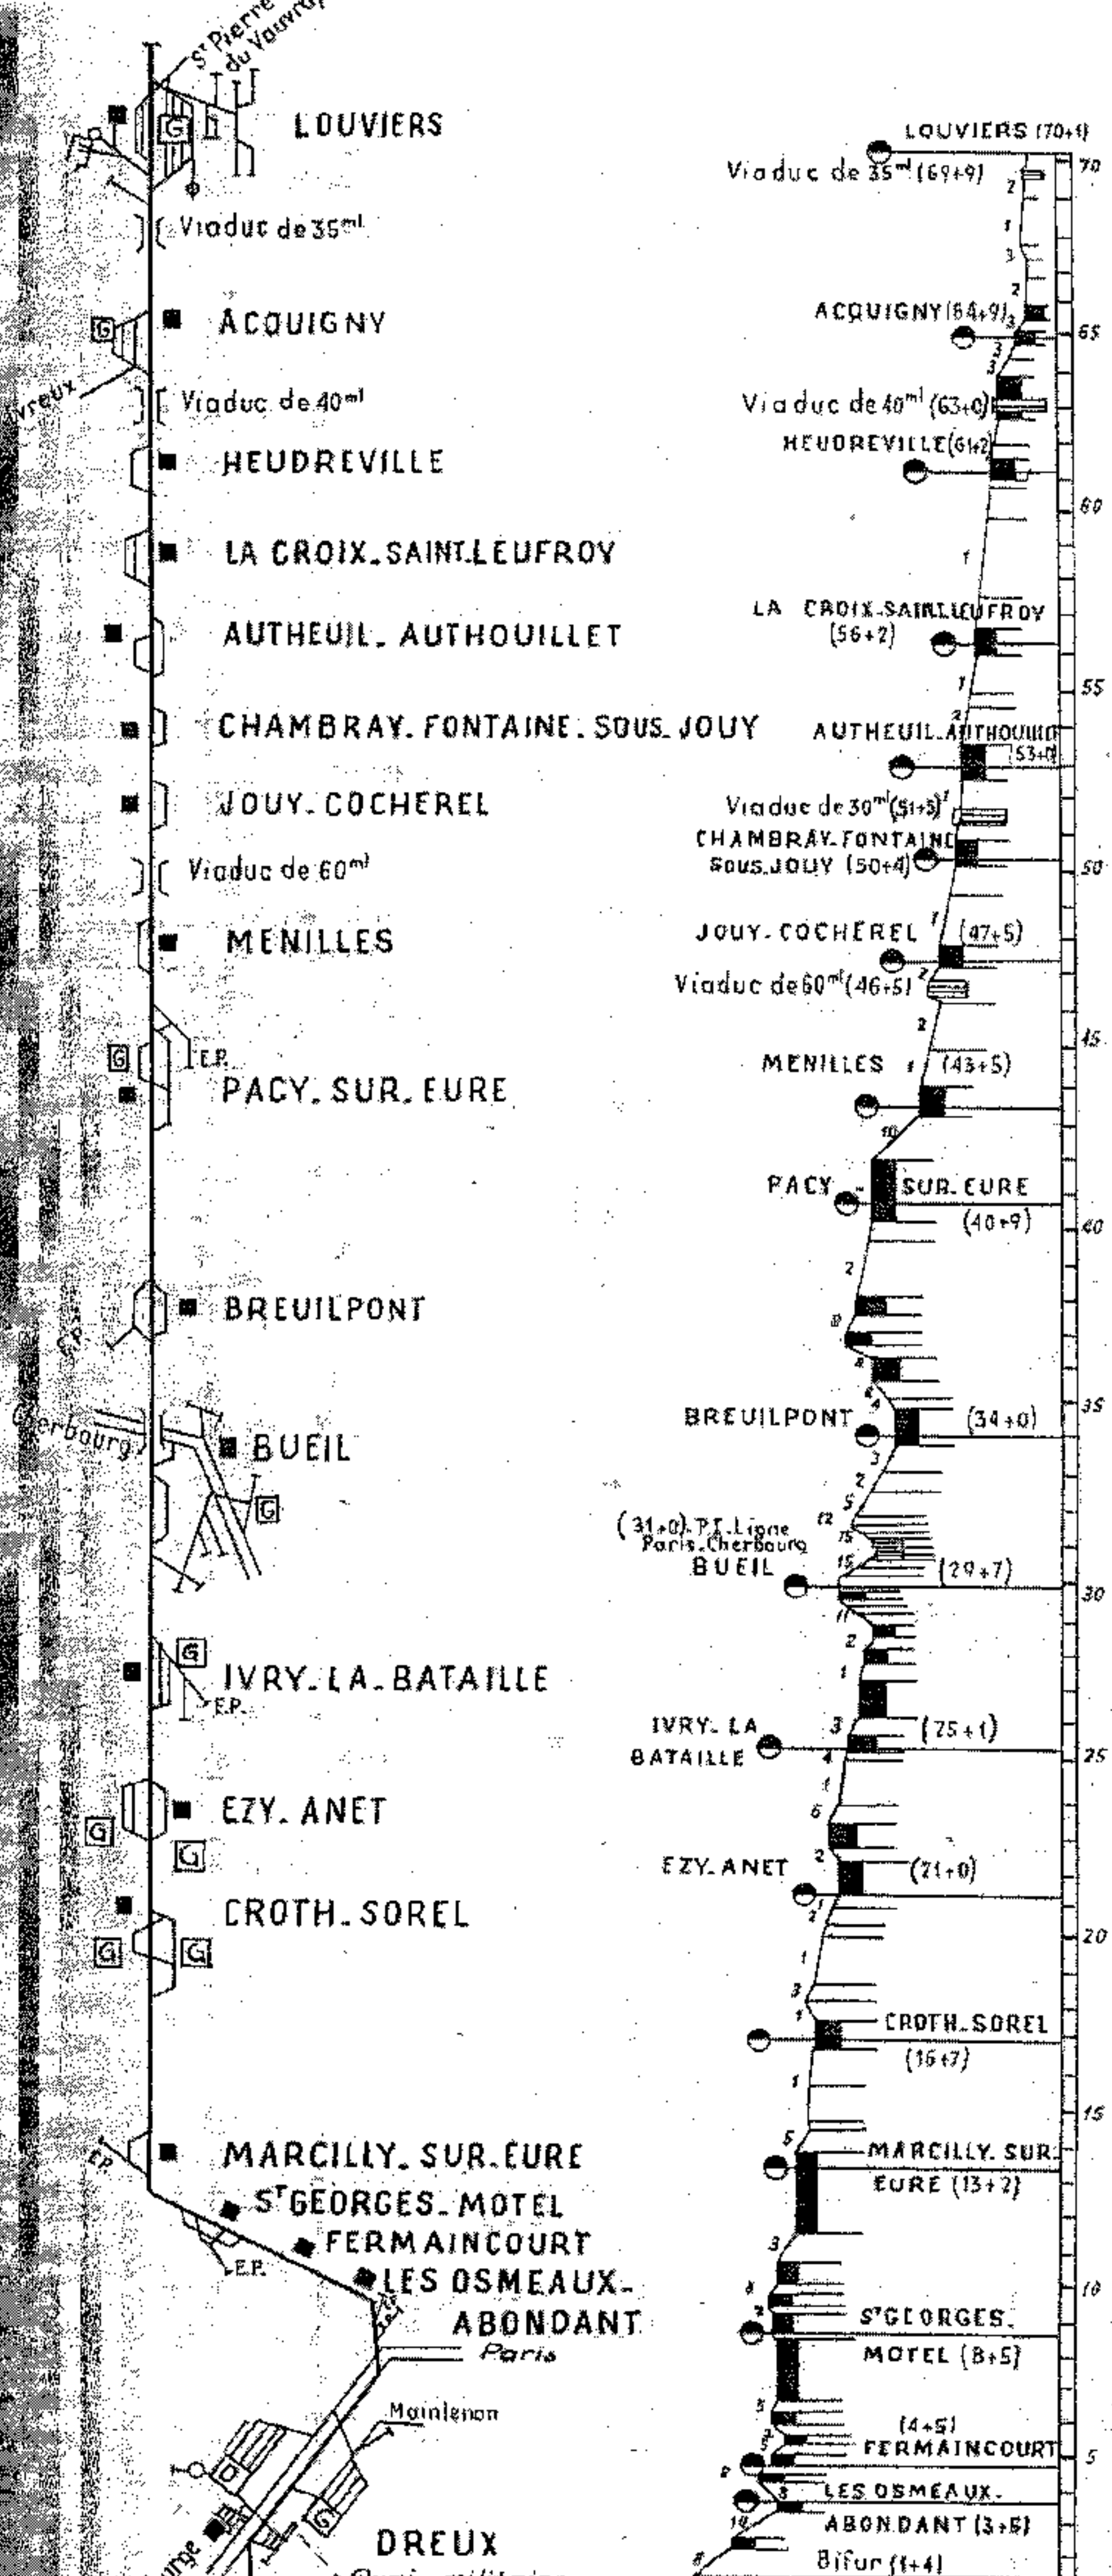 St Pierre
du Vauvray
G
LOUVIERS
Viaduc de 35ml
G
ACQUIGNY
Viaduc de 40ml
HEUDREVILLE
LA CROIX-SAINT-LEUFROY
AUTHEUIL-AUTHOUILLET
CHAMBRAY-FONTAINE-SOUS-JOUY
JOUY-COCHEREL
Viaduc de 60ml
MENILLES
G
E.P.
PACY-SUR-EURE
BREUILPONT
E.P.
Cherbourg
BUEIL
G
G
IVRY-LA-BATAILLE
E.P.
EZY-ANET
G
G
CROTH-SOREL
G
G
E.P.
MARCILLY-SUR-EURE
St GEORGES-MOTEL
E.P.
FERMAINCOURT
LES OSMEAUX-
ABONDANT
Paris
Maintenon
G
DREUX
LOUVIERS (70+1)
70
Viaduc de 35ml (69+9)
ACQUIGNY (64+9)
65
Viaduc de 40ml (63+0)
HEUDREVILLE (61+2)
60
LA CROIX-SAINT-LEUFROY
(56+2)
55
AUTHEUIL-AUTHOUILLET
53+0
Viaduc de 30ml (51+5)
CHAMBRAY-FONTAINE
SOUS-JOUY (50+4)
50
JOUY-COCHEREL (47+5)
Viaduc de 60ml (46+5)
45
MENILLES (43+5)
10
PACY-SUR-EURE
(40+9)
40
35
BREUILPONT (34+0)
(31+0) P.I. Ligne
Paris-Cherbourg
BUEIL (29+7)
30
IVRY-LA
BATAILLE (25+1)
25
EZY-ANET (21+0)
20
CROTH-SOREL
(16+7)
15
MARCILLY-SUR-
EURE (13+2)
10
St GEORGES-
MOTEL (8+5)
(4+5)
FERMAINCOURT
5
LES OSMEAUX-
ABONDANT (3+5)
Bifur (1+4)